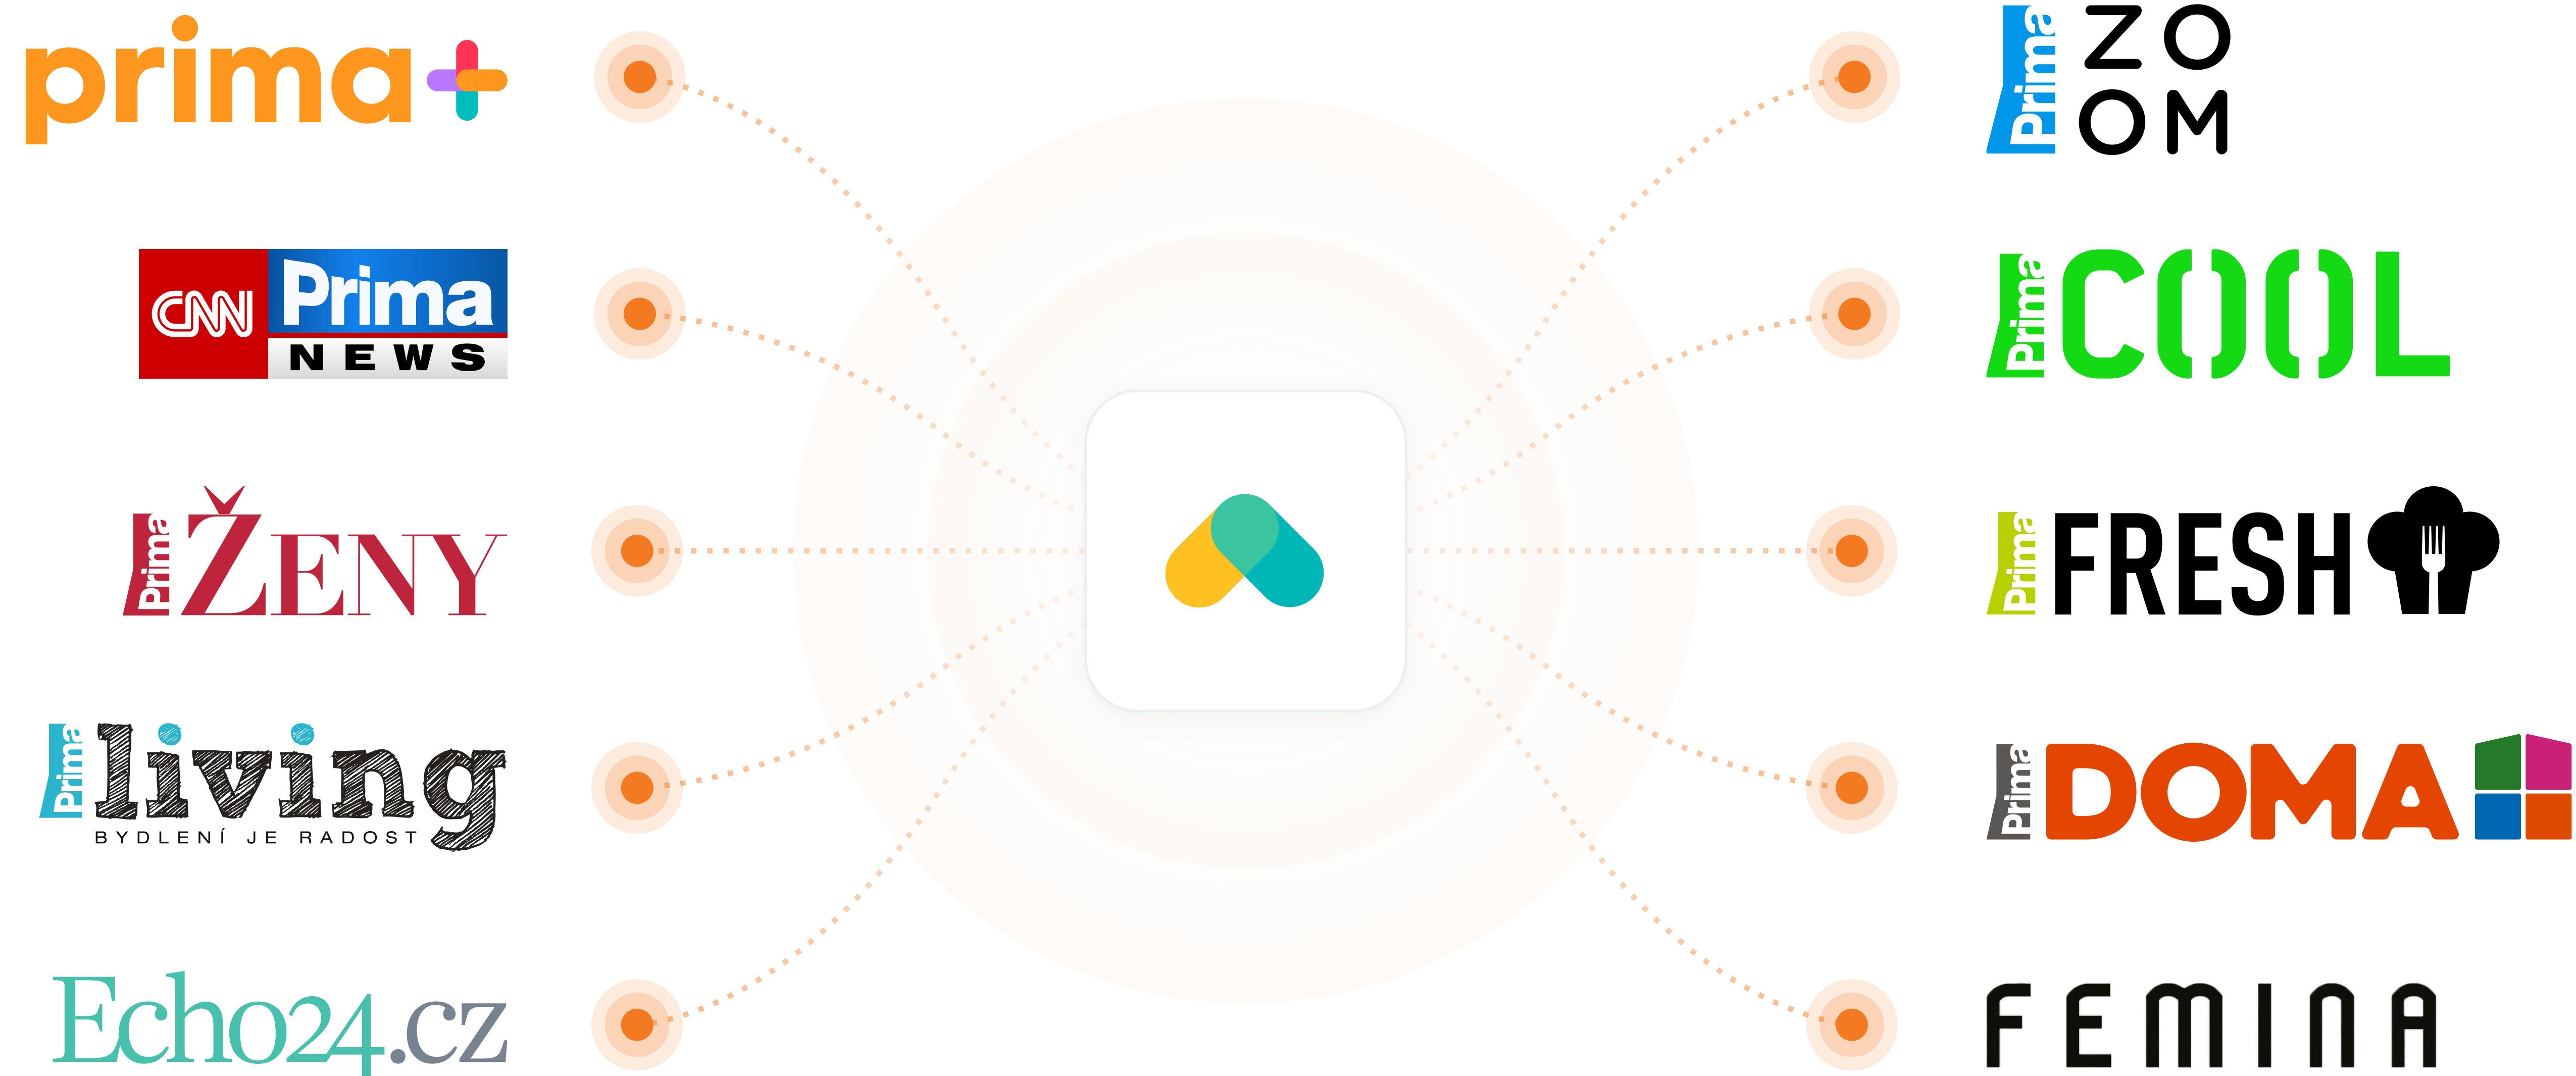 prima+
CNN Prima
NEWS
Prima ŽENY
Prima living
BYDLENÍ JE RADOST
Echo24.cz
Prima ZO
OM
Prima COOL
Prima FRESH
Prima DOMA
FEMINA